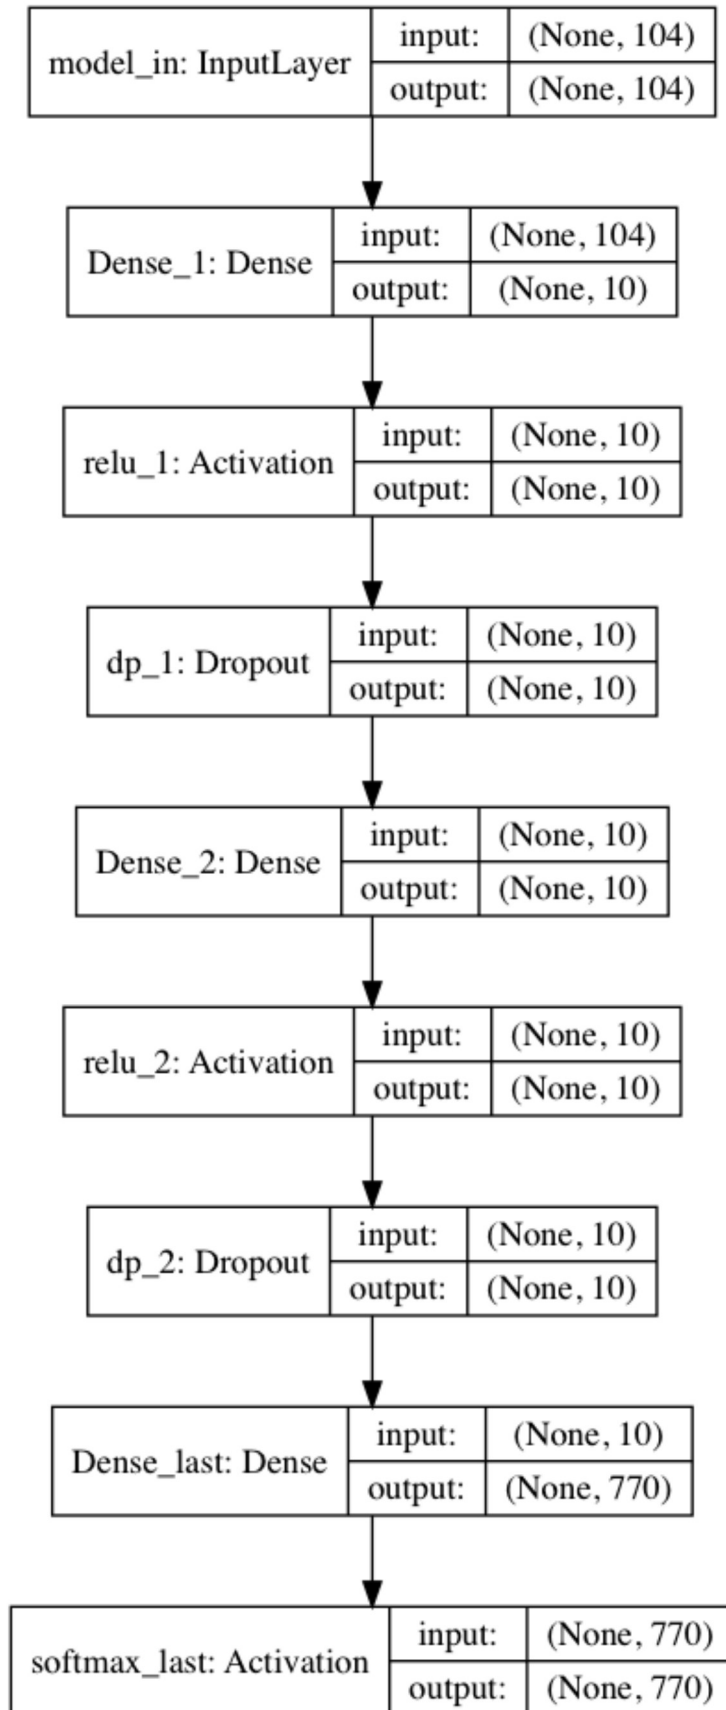 model_in: InputLayer
input: (None, 104)
output: (None, 104)
Dense_1: Dense
input: (None, 104)
output: (None, 10)
relu_1: Activation
input: (None, 10)
output: (None, 10)
dp_1: Dropout
input: (None, 10)
output: (None, 10)
Dense_2: Dense
input: (None, 10)
output: (None, 10)
relu_2: Activation
input: (None, 10)
output: (None, 10)
dp_2: Dropout
input: (None, 10)
output: (None, 10)
Dense_last: Dense
input: (None, 10)
output: (None, 770)
softmax_last: Activation
input: (None, 770)
output: (None, 770)